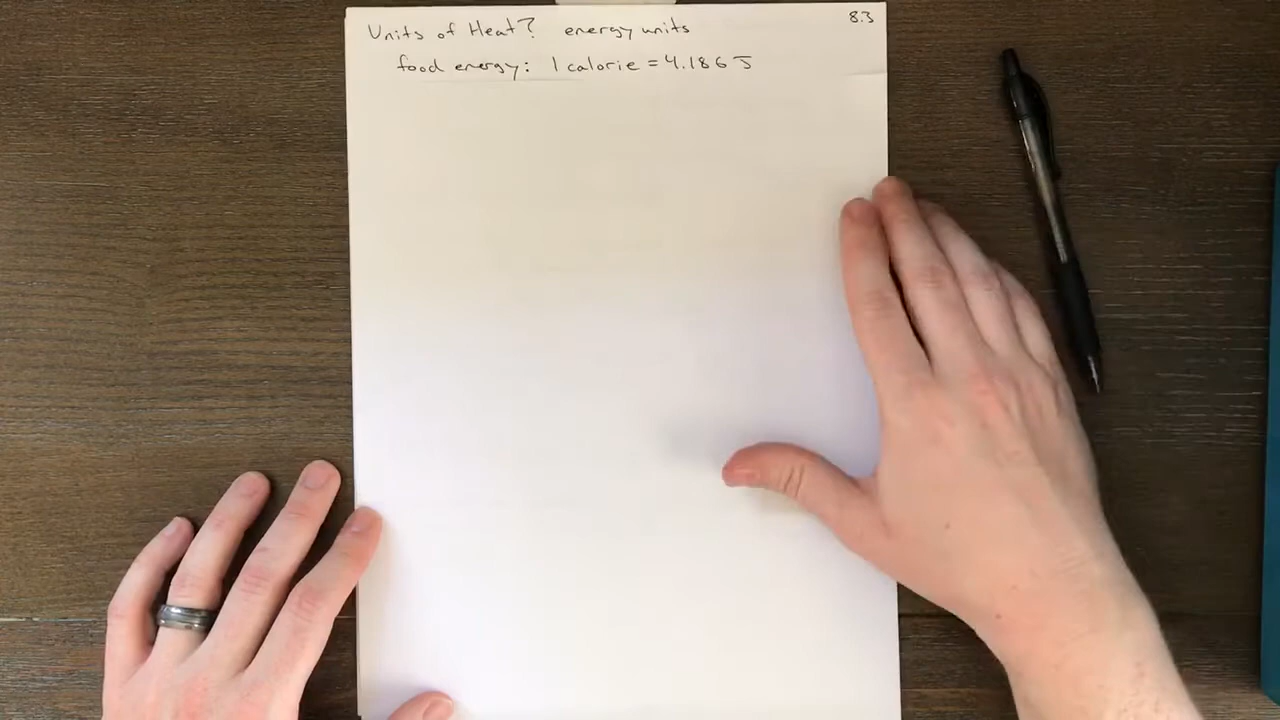 Units of Heat? energy units
8.3
food energy: 1 calorie = 4.186 J